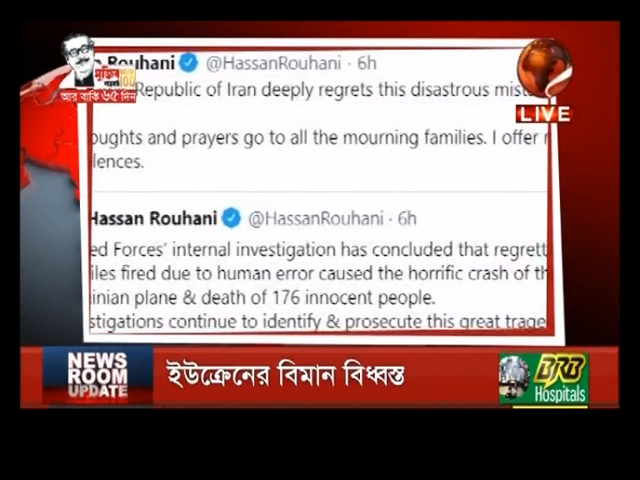 Rouhani @HassanRouhani · 6h
Republic of Iran deeply regrets this disastrous mist
oughts and prayers go to all the mourning families. I offer
lences.
Hassan Rouhani @HassanRouhani · 6h
ed Forces' internal investigation has concluded that regrett
iles fired due to human error caused the horrific crash of th
inian plane & death of 176 innocent people.
stigations continue to identify & prosecute this great trage
আর বাকি ৬৫ দিন
LIVE
NEWS
ROOM
UPDATE
ইউক্রেনের বিমান বিধ্বস্ত
BRB
Hospitals